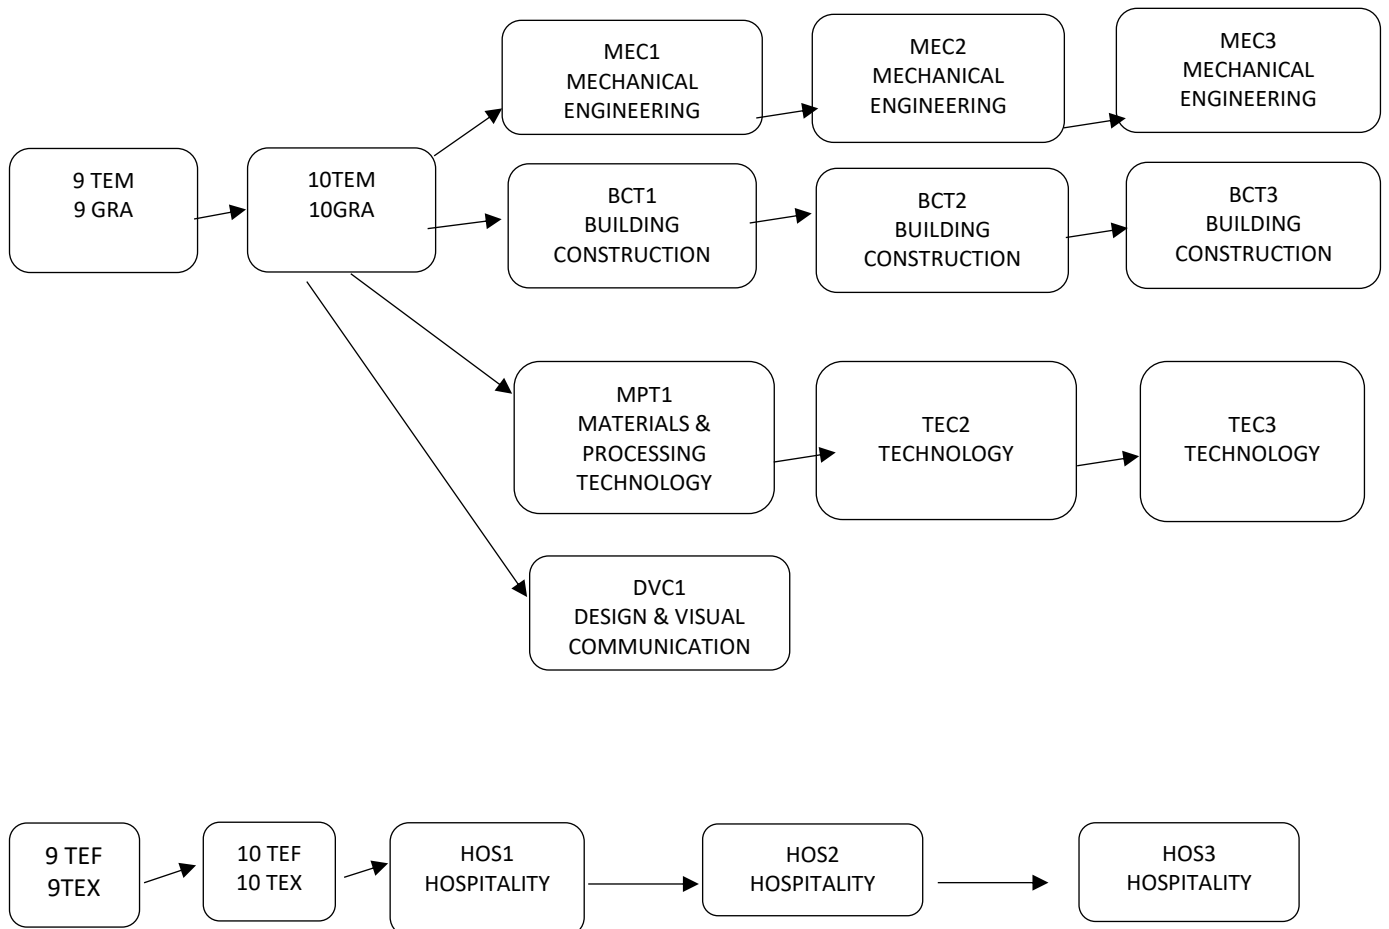 MEC1
MECHANICAL
ENGINEERING
MEC2
MECHANICAL
ENGINEERING
MEC3
MECHANICAL
ENGINEERING
9 TEM
9 GRA
10TEM
10GRA
BCT1
BUILDING
CONSTRUCTION
BCT2
BUILDING
CONSTRUCTION
BCT3
BUILDING
CONSTRUCTION
MPT1
MATERIALS &
PROCESSING
TECHNOLOGY
TEC2
TECHNOLOGY
TEC3
TECHNOLOGY
DVC1
DESIGN & VISUAL
COMMUNICATION
9 TEF
9TEX
10 TEF
10 TEX
HOS1
HOSPITALITY
HOS2
HOSPITALITY
HOS3
HOSPITALITY